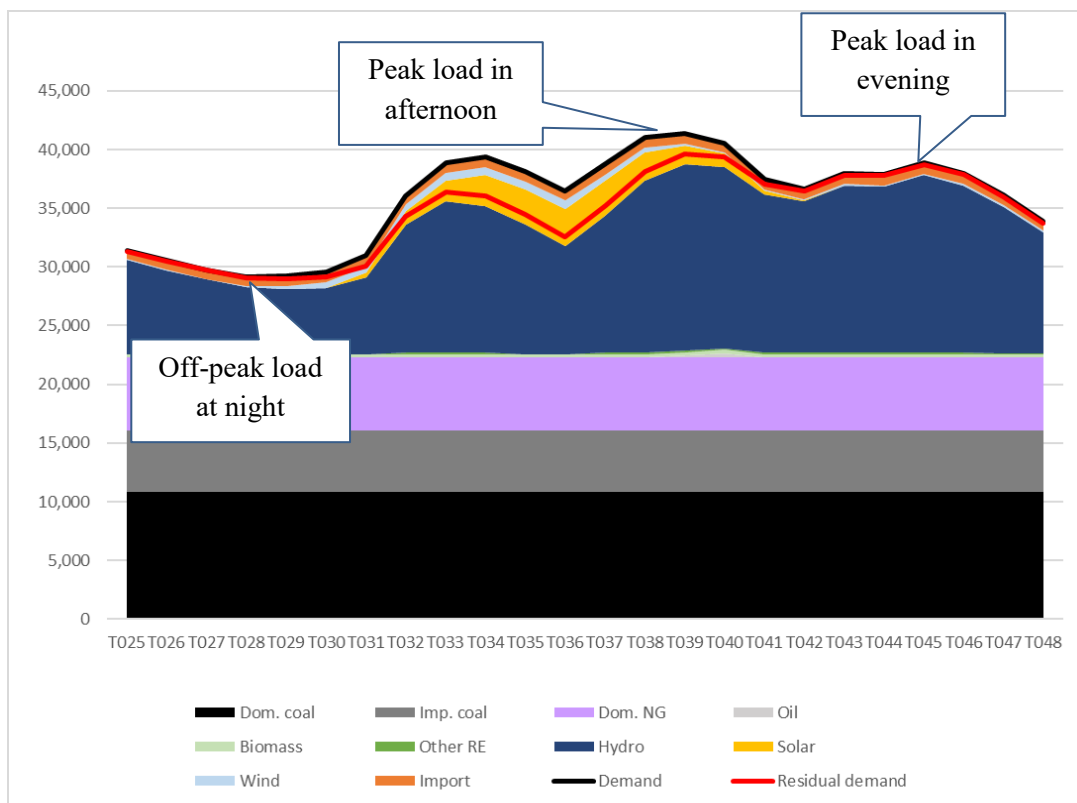 Peak load in
afternoon
Peak load in
evening
Off-peak load
at night
45,000
40,000
35,000
30,000
25,000
20,000
15,000
10,000
5,000
0
T025 T026 T027 T028 T029 T030 T031 T032 T033 T034 T035 T036 T037 T038 T039 T040 T041 T042 T043 T044 T045 T046 T047 T048
Dom. coal Imp. coal Dom. NG Oil
Biomass Other RE Hydro Solar
Wind Import Demand Residual demand